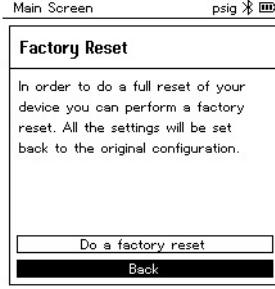 Main Screen psig
Factory Reset
In order to do a full reset of your
device you can perform a factory
reset. All the settings will be set
back to the original configuration.
Do a factory reset
Back